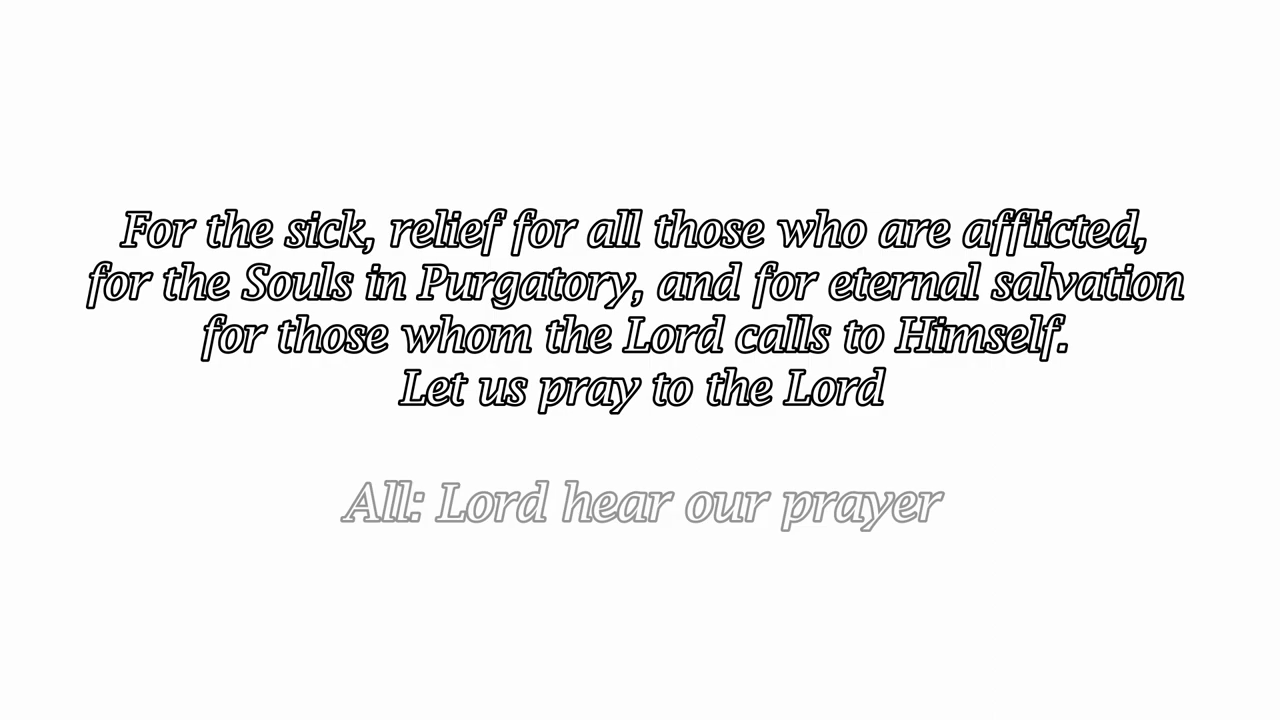 For the sick, relief for all those who are afflicted,
for the Souls in Purgatory, and for eternal salvation
for those whom the Lord calls to Himself.
Let us pray to the Lord
All: Lord hear our prayer